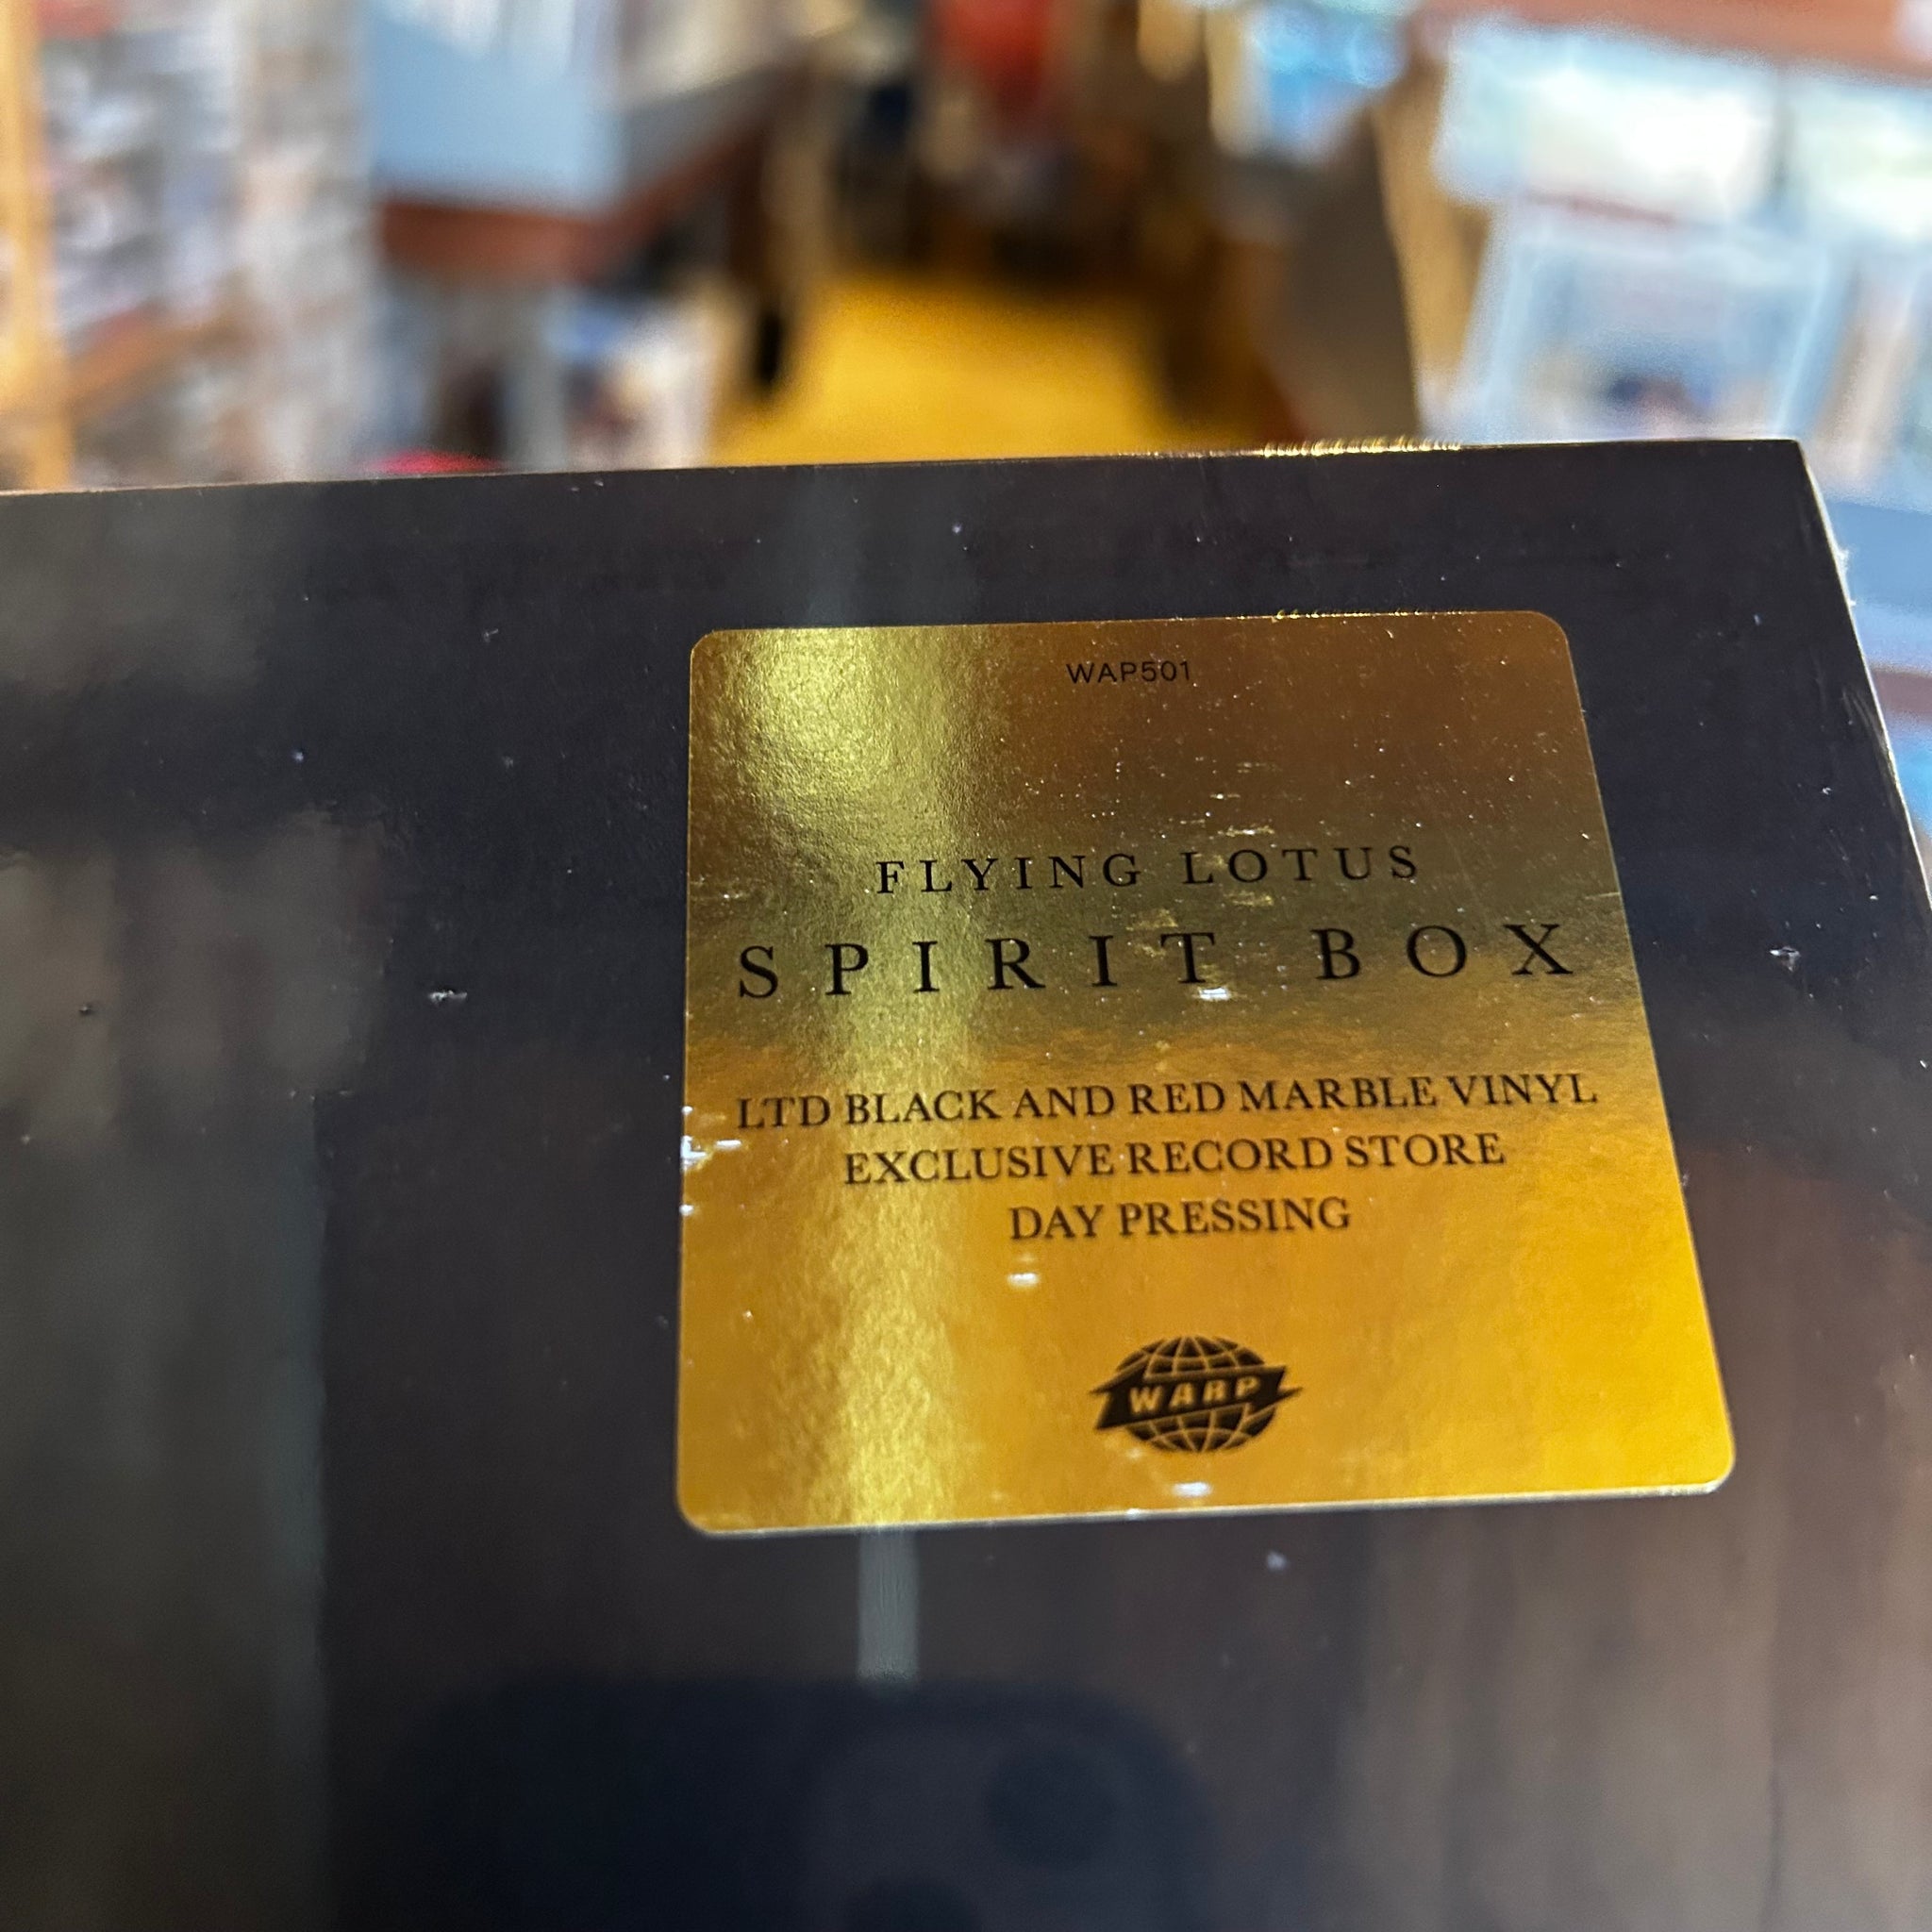 WAP501
FLYING LOTUS
SPIRIT BOX
LTD BLACK AND RED MARBLE VINYL
EXCLUSIVE RECORD STORE
DAY PRESSING
WARP